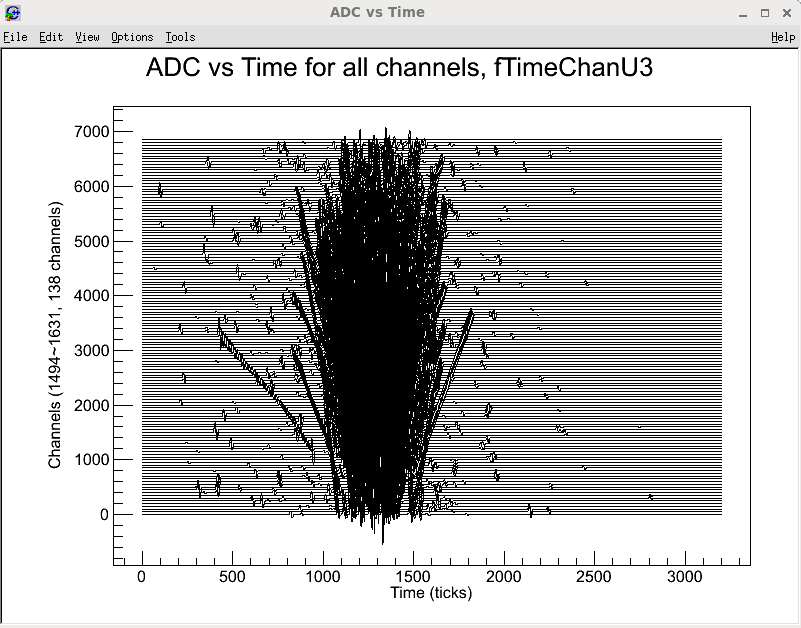 ADC vs Time
File Edit View Options Tools Help
ADC vs Time for all channels, fTimeChanU3
7000
6000
5000
4000
3000
2000
1000
0
Channels (1494~1631, 138 channels)
0 500 1000 1500 2000 2500 3000
Time (ticks)